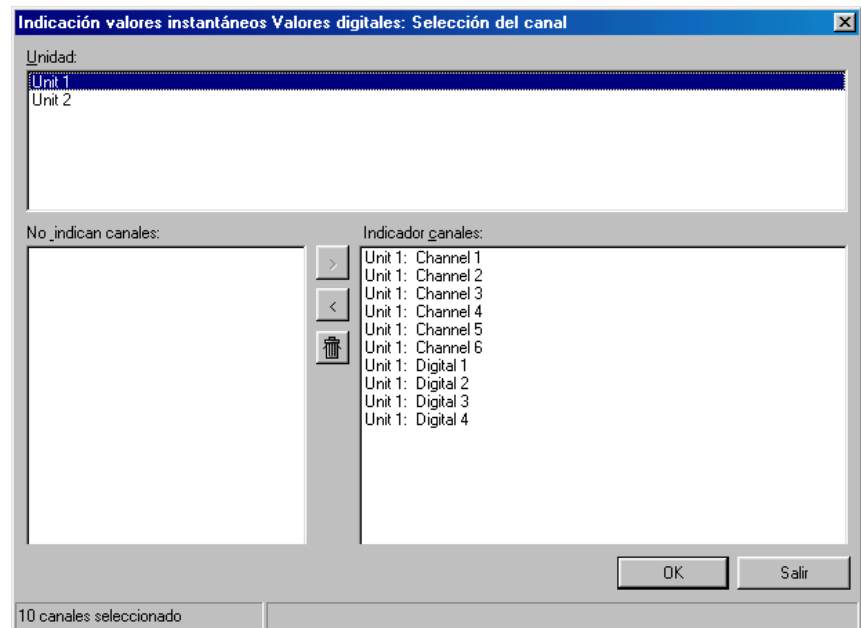 Indicación valores instantáneos Valores digitales: Selección del canal
Unidad:
Unit 1
Unit 2
No indican canales:
Indicador canales:
>
<
Unit 1: Channel 1
Unit 1: Channel 2
Unit 1: Channel 3
Unit 1: Channel 4
Unit 1: Channel 5
Unit 1: Channel 6
Unit 1: Digital 1
Unit 1: Digital 2
Unit 1: Digital 3
Unit 1: Digital 4
OK
Salir
10 canales seleccionado